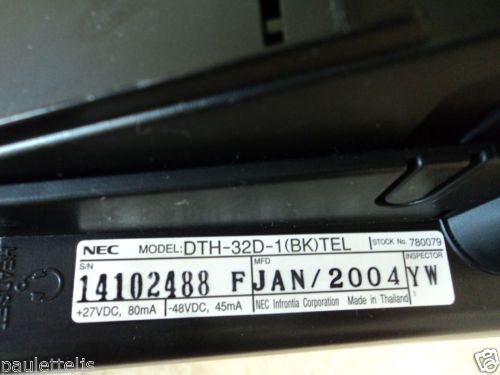 NEC MODEL: DTH-32D-1(BK)TEL STOCK No. 780079
S/N MFD INSPECTOR
14102488 F JAN/2004 YW
+27VDC, 80mA -48VDC, 45mA NEC Infrontia Corporation Made in Thailand
HEADSET
paulettelis